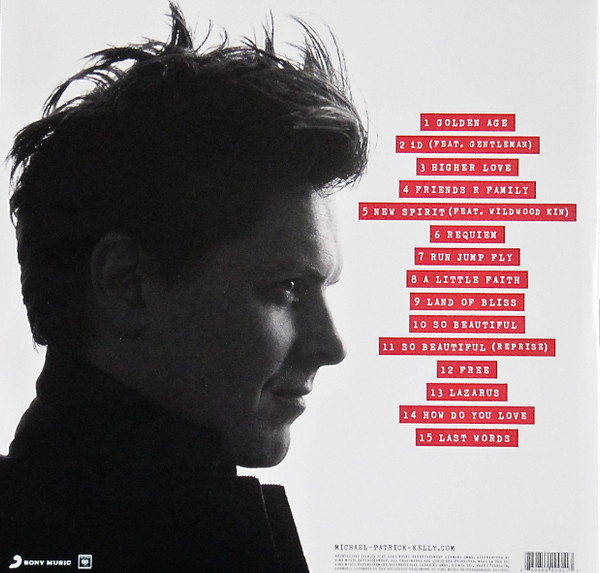 1 GOLDEN AGE
2 iD (FEAT. GENTLEMAN)
3 HIGHER LOVE
4 FRIENDS R FAMILY
5 NEW SPIRIT (FEAT. WILDWOOD KIN)
6 REQUIEM
7 RUN JUMP FLY
8 A LITTLE FAITH
9 LAND OF BLISS
10 SO BEAUTIFUL
11 SO BEAUTIFUL (REPRISE)
12 FREE
13 LAZARUS
14 HOW DO YOU LOVE
15 LAST WORDS
MICHAEL-PATRICK-KELLY.COM
SONY MUSIC